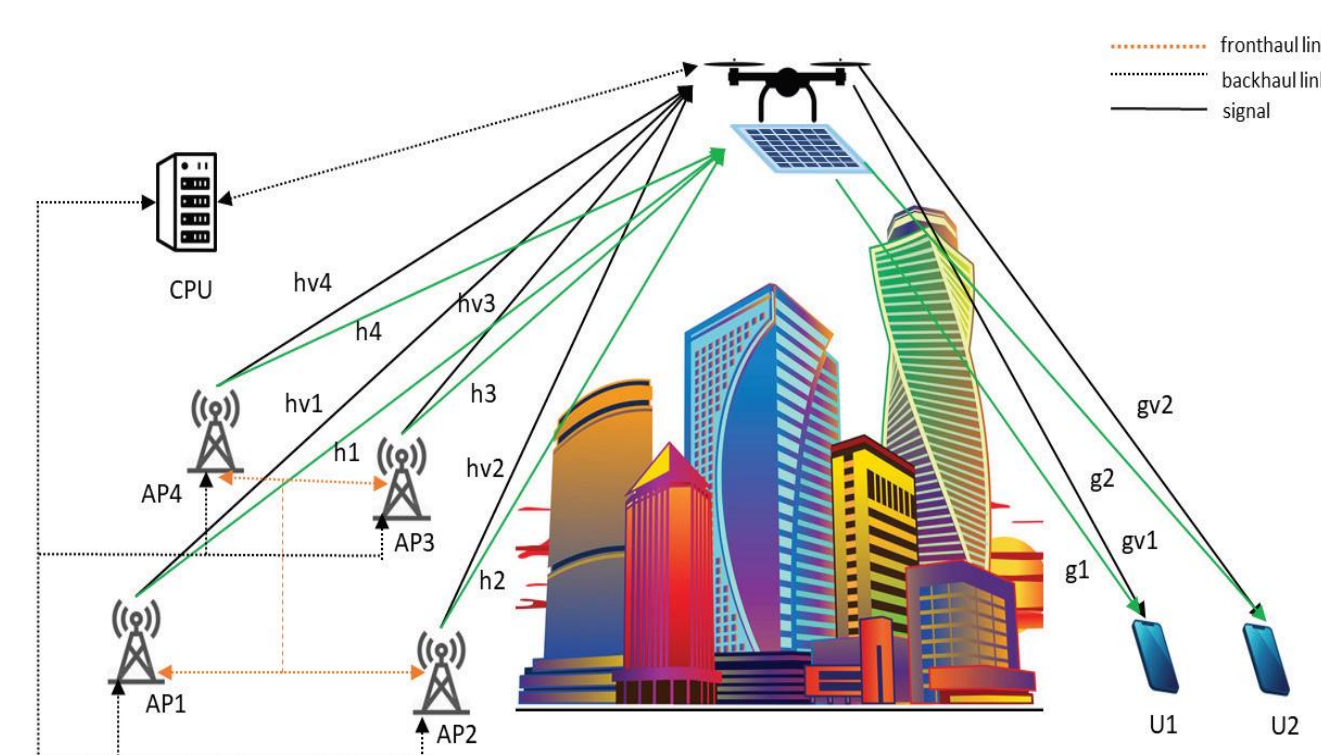 fronthaul lin
backhaul lin
signal
CPU
hv4
hv3
h4
hv1
h3
h1
hv2
gv2
g2
gv1
g1
AP4
AP3
h2
AP1
AP2
U1
U2